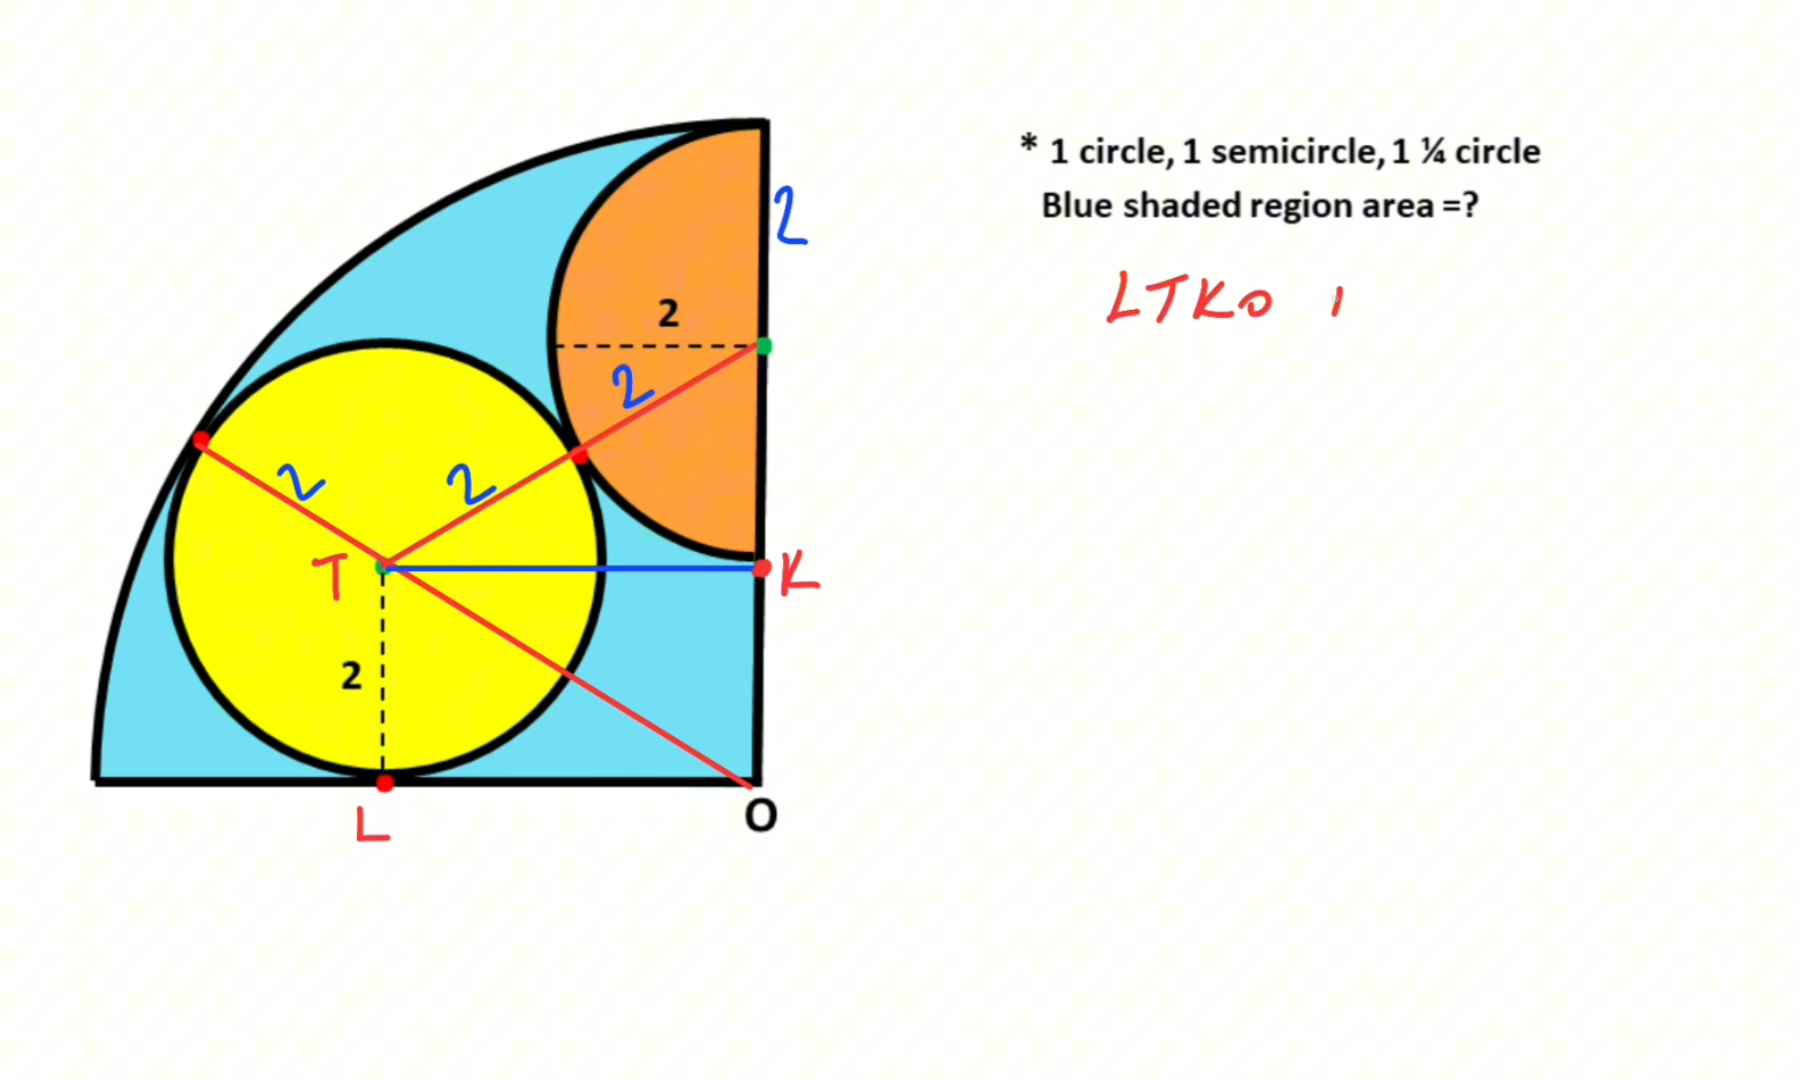 * 1 circle, 1 semicircle, 1 ¼ circle
Blue shaded region area =?
LTKO
2
2
2
2
2
T
K
2
O
L